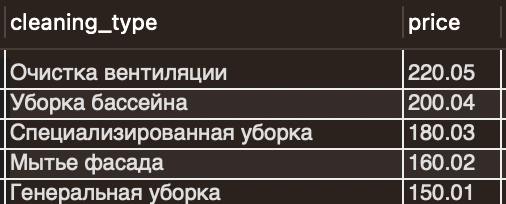 cleaning_type price
Очистка вентиляции 220.05
Уборка бассейна 200.04
Специализированная уборка 180.03
Мытье фасада 160.02
Генеральная уборка 150.01